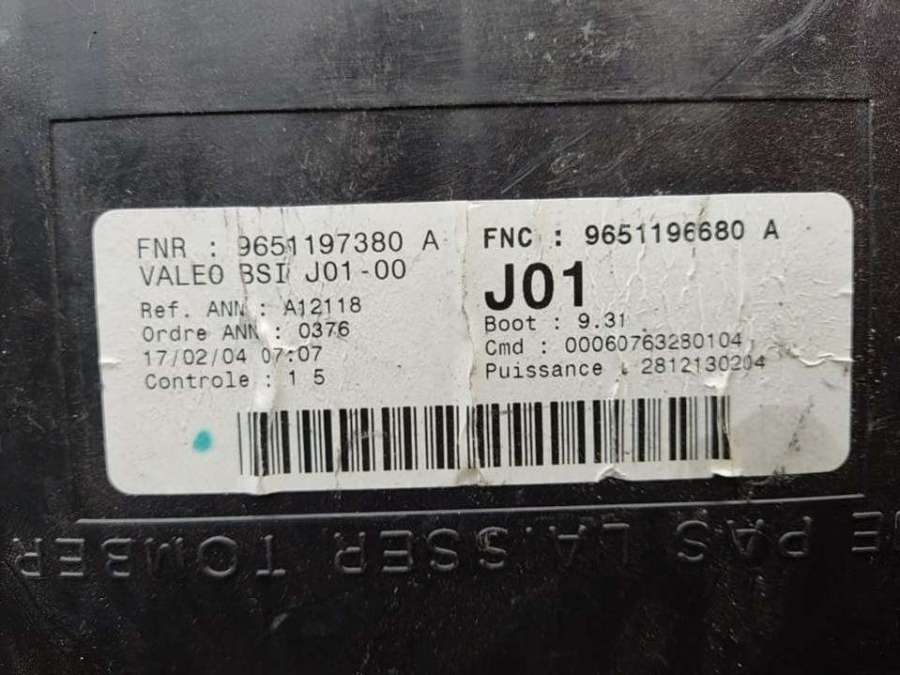 FNR : 9651197380 A
VALEO BSI J01-00
Ref. ANN : A12118
Ordre ANN : 0376
17/02/04 07:07
Controle : 1 5
FNC : 9651196680 A
J01
Boot : 9.31
Cmd : 00060763280104
Puissance : 2812130204
NE PAS LAISSER TOMBER